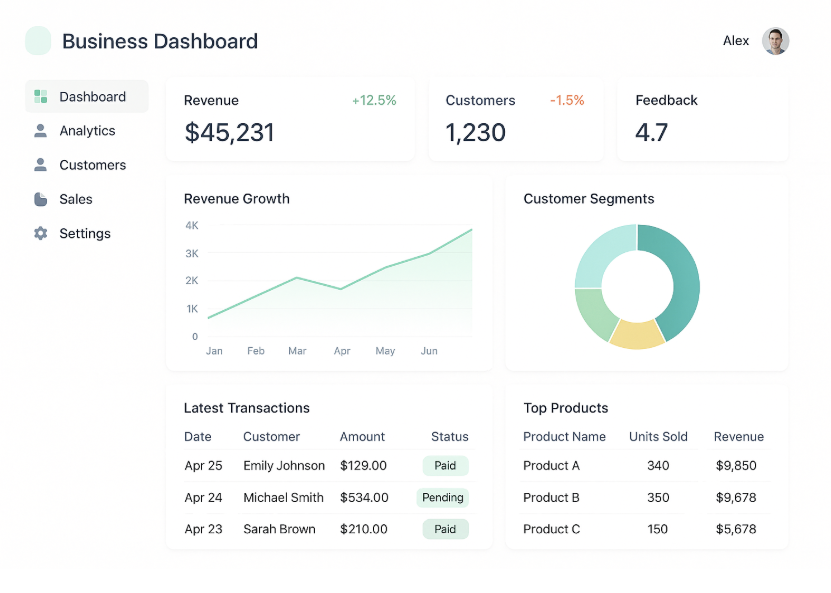 Business Dashboard
Alex
Dashboard
Analytics
Customers
Sales
Settings
Revenue +12.5%
$45,231
Customers -1.5%
1,230
Feedback
4.7
Revenue Growth
4K
3K
2K
1K
0
Jan Feb Mar Apr May Jun
Customer Segments
Latest Transactions
Date Customer Amount Status
Apr 25 Emily Johnson $129.00 Paid
Apr 24 Michael Smith $534.00 Pending
Apr 23 Sarah Brown $210.00 Paid
Top Products
Product Name Units Sold Revenue
Product A 340 $9,850
Product B 350 $9,678
Product C 150 $5,678